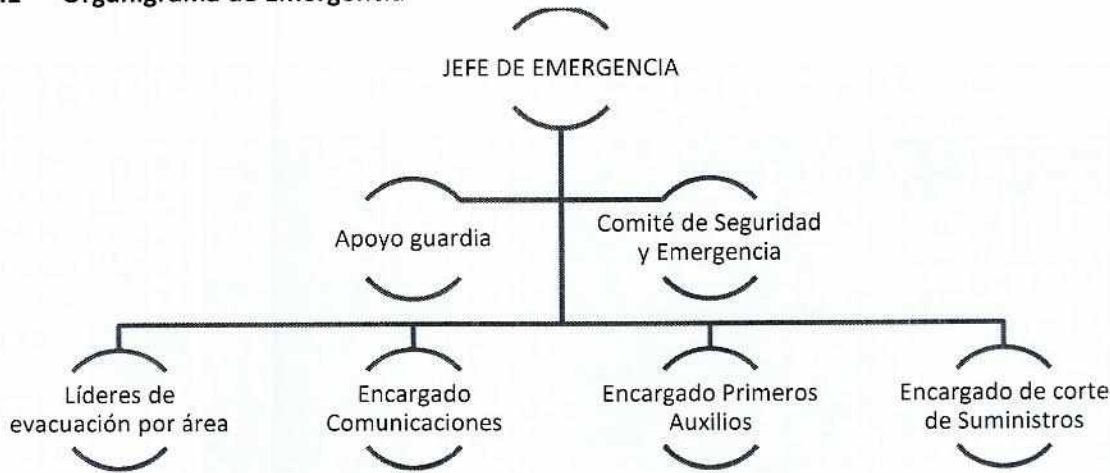 Organigrama de Emergencia
JEFE DE EMERGENCIA
Apoyo guardia
Comité de Seguridad
y Emergencia
Líderes de
evacuación por área
Encargado
Comunicaciones
Encargado Primeros
Auxilios
Encargado de corte
de Suministros